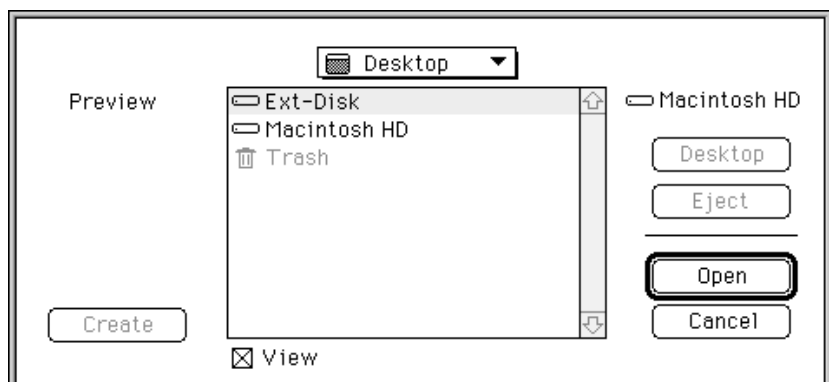 Desktop
Preview
Ext-Disk
Macintosh HD
Trash
Macintosh HD
Desktop
Eject
Open
Cancel
Create
View